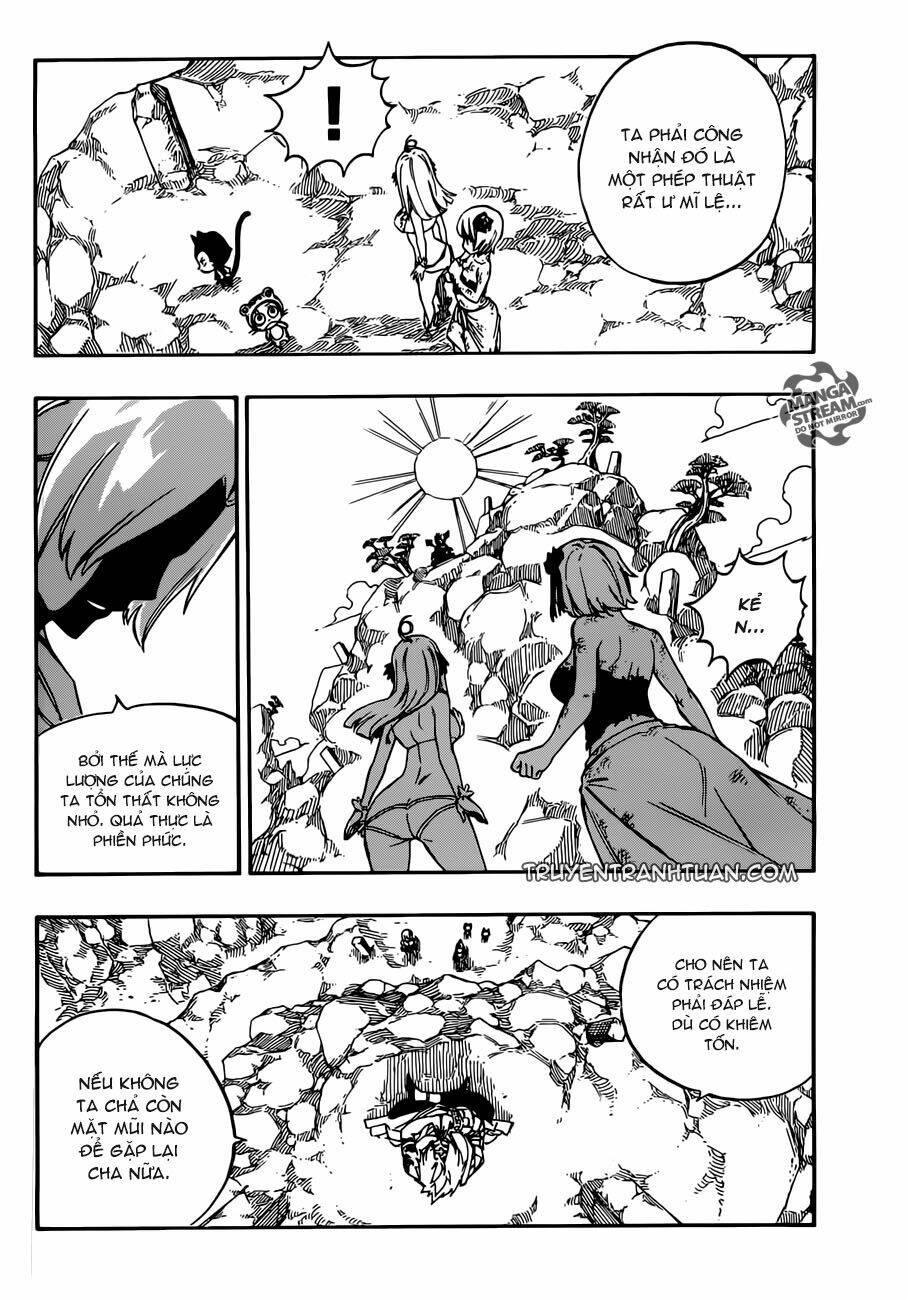 !
TA PHẢI CÔNG
NHẬN ĐÓ LÀ
MỘT PHÉP THUẬT
RẤT Ư MĨ LỆ...
MANGA
STREAM.com
DO NOT MIRROR
KẺ
N...
BỞI THẾ MÀ LỰC
LƯỢNG CỦA CHÚNG
TA TỔN THẤT KHÔNG
NHỎ. QUẢ THỰC LÀ
PHIỀN PHỨC.
TRUYENTRANHTUAN.COM
CHO NÊN TA
CÓ TRÁCH NHIỆM
PHẢI ĐÁP LỄ.
DÙ CÓ KHIÊM
TỐN.
NẾU KHÔNG
TA CHẢ CÒN
MẶT MŨI NÀO
ĐỂ GẶP LẠI
CHA NỮA.